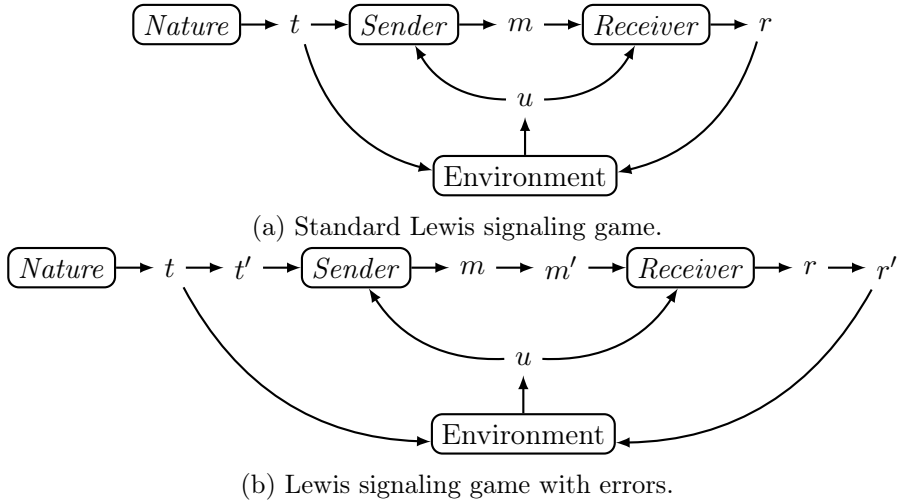 Nature t Sender m Receiver r
u
Environment
(a) Standard Lewis signaling game.
Nature t t′ Sender m m′ Receiver r r′
u
Environment
(b) Lewis signaling game with errors.